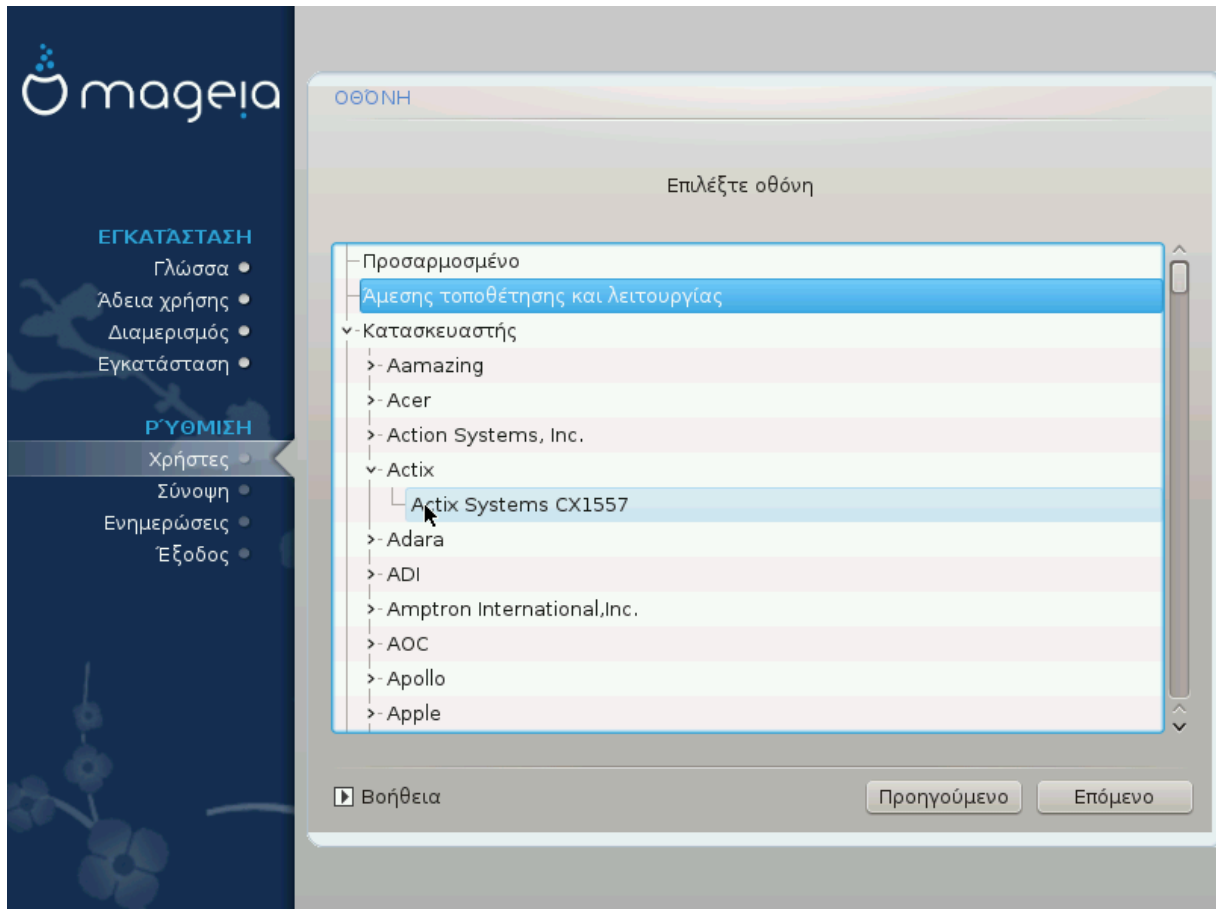 mageia
ΕΓΚΑΤΆΣΤΑΣΗ
Γλώσσα
Άδεια χρήσης
Διαμερισμός
Εγκατάσταση
ΡΎΘΜΙΣΗ
Χρήστες
Σύνοψη
Ενημερώσεις
Έξοδος
ΟΘΌΝΗ
Επιλέξτε οθόνη
Προσαρμοσμένο
Άμεσης τοποθέτησης και λειτουργίας
Κατασκευαστής
Aamazing
Acer
Action Systems, Inc.
Actix
Actix Systems CX1557
Adara
ADI
Amptron International,Inc.
AOC
Apollo
Apple
Βοήθεια
Προηγούμενο
Επόμενο